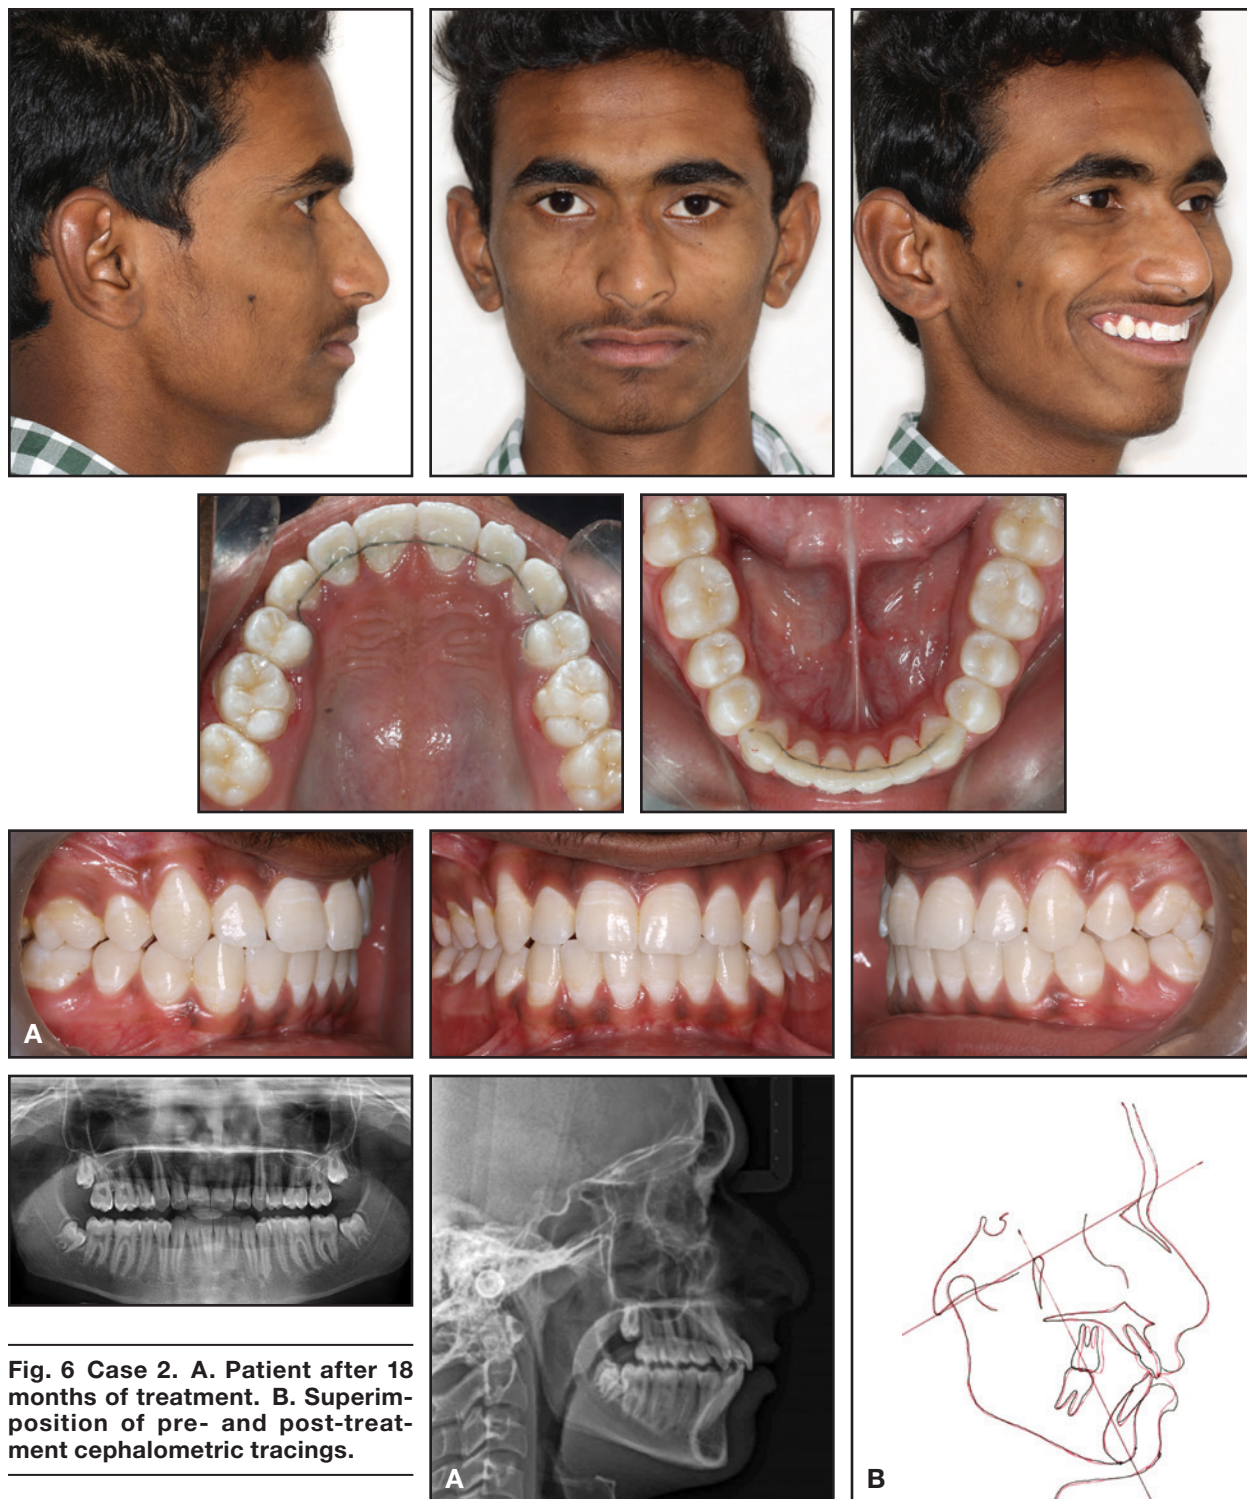 A
A
B
Fig. 6 Case 2. A. Patient after 18
months of treatment. B. Superim-
position of pre- and post-treat-
ment cephalometric tracings.